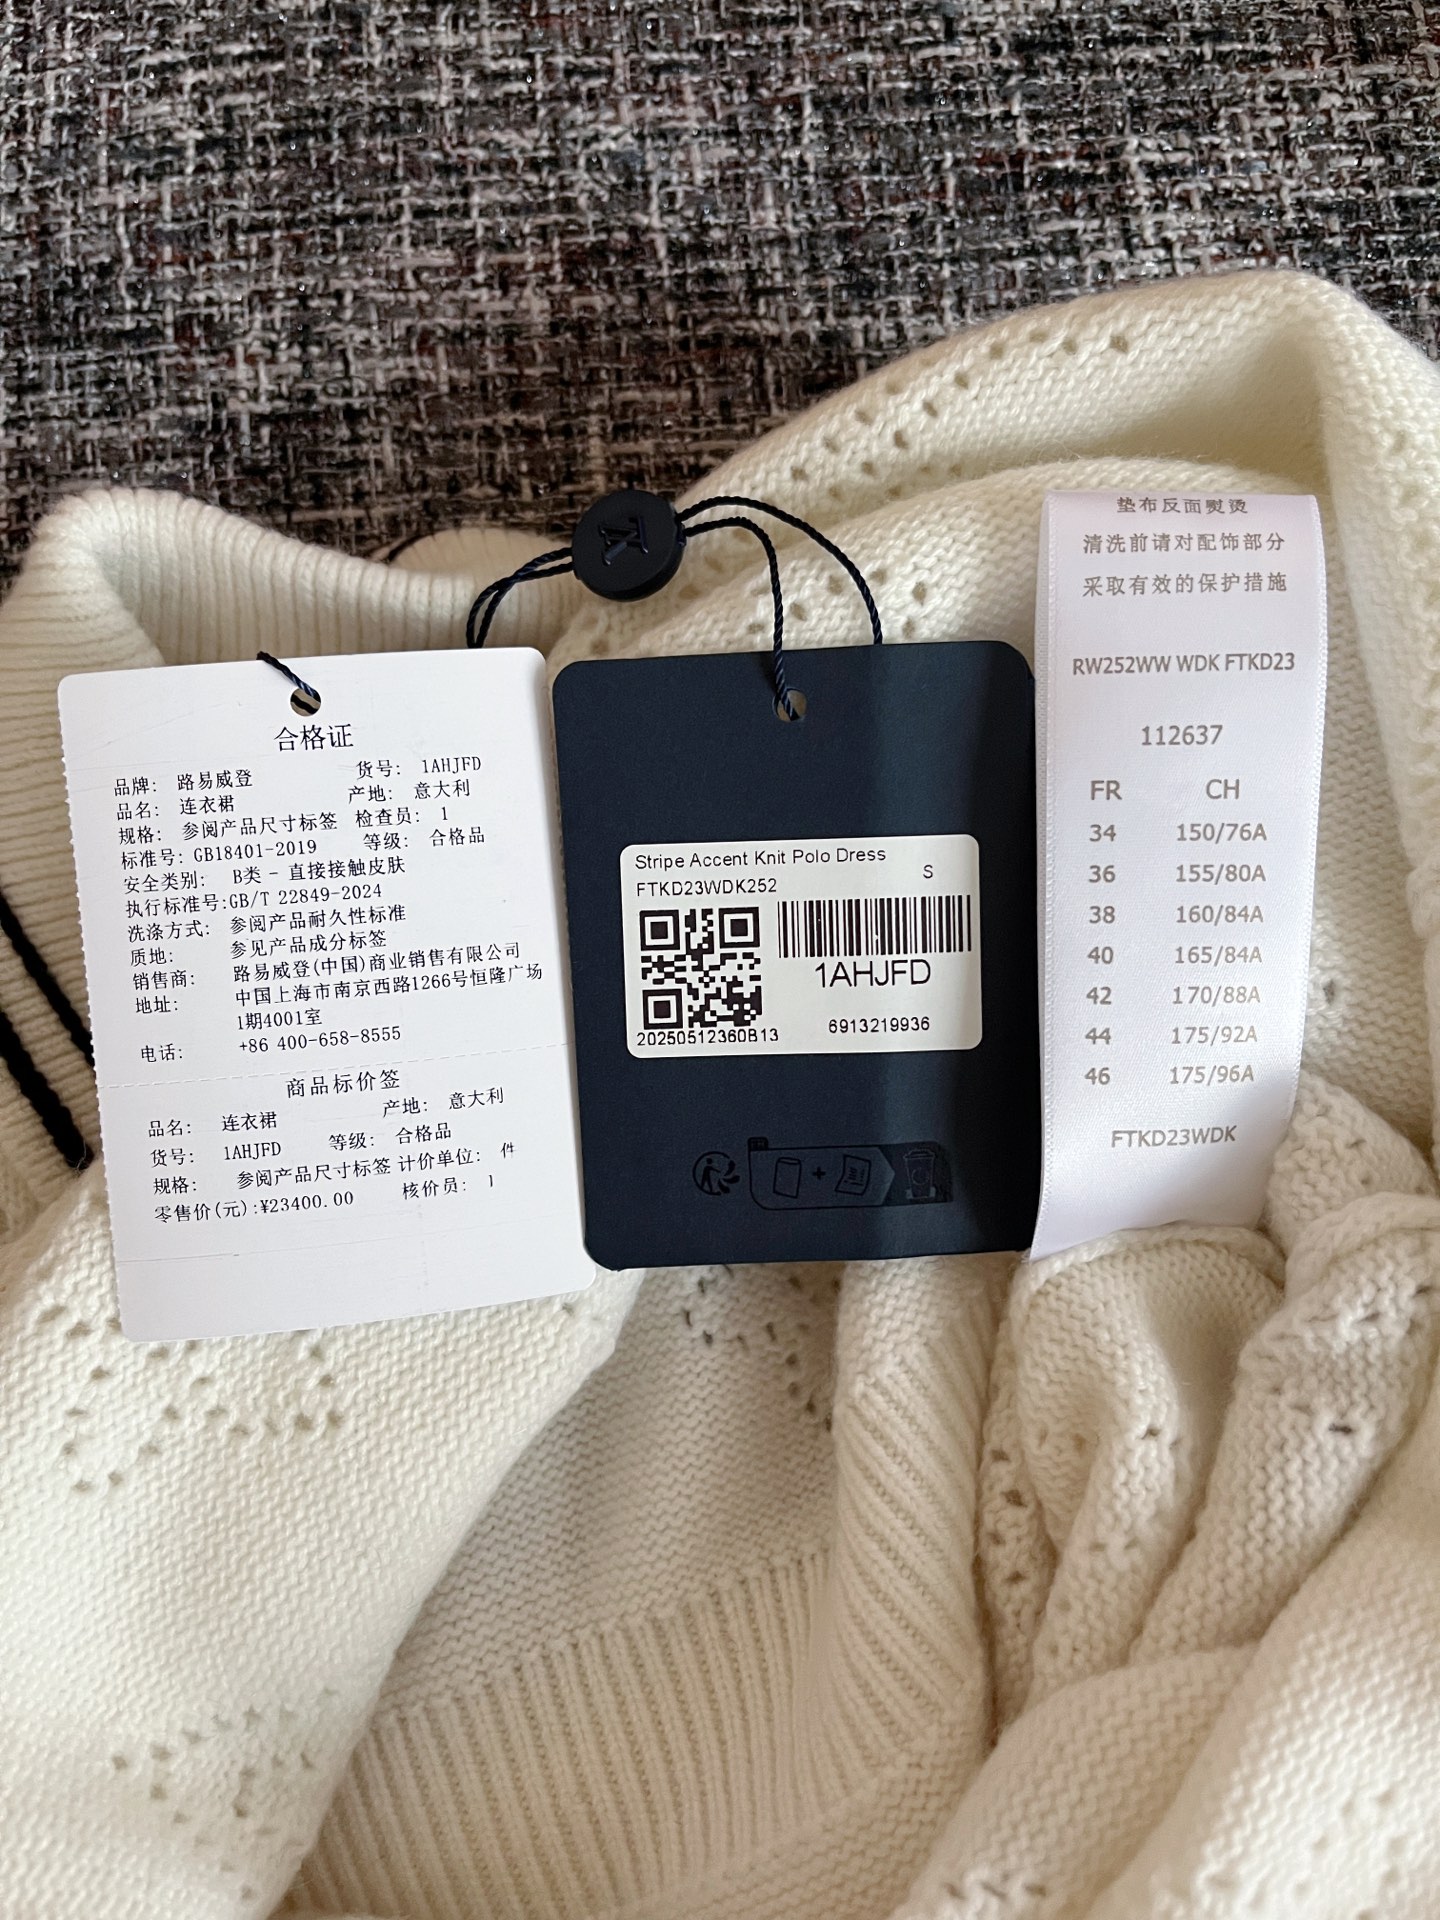 合格证
品牌: 路易威登 货号: 1AHJFD
品名: 连衣裙 产地: 意大利
规格: 参阅产品尺寸标签 检查员: 1
标准号: GB18401-2019 等级: 合格品
安全类别: B类 - 直接接触皮肤
执行标准号:GB/T 22849-2024
洗涤方式: 参阅产品耐久性标准
质地: 参见产品成分标签
销售商: 路易威登(中国)商业销售有限公司
地址: 中国上海市南京西路1266号恒隆广场
1期4001室
电话: +86 400-658-8555
商品标价签
品名: 连衣裙 产地: 意大利
货号: 1AHJFD 等级: 合格品
规格: 参阅产品尺寸标签 计价单位: 件
零售价(元):¥23400.00 核价员: 1
LV
Stripe Accent Knit Polo Dress
FTKD23WDK252 S
1AHJFD
20250512360B13 6913219936
垫布反面熨烫
清洗前请对配饰部分
采取有效的保护措施
RW252WW WDK FTKD23
112637
FR CH
34 150/76A
36 155/80A
38 160/84A
40 165/84A
42 170/88A
44 175/92A
46 175/96A
FTKD23WDK